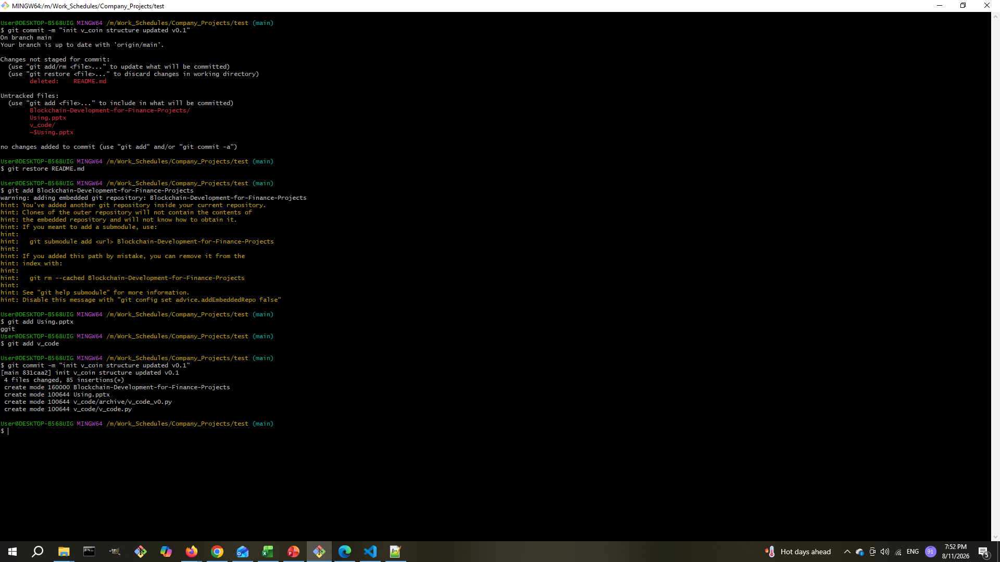 MINGW64:/m/Work_Schedules/Company_Projects/test
User@DESKTOP-B568UIG MINGW64 /m/Work_Schedules/Company_Projects/test (main)
$ git commit -m "init v_coin structure updated v0.1"
On branch main
Your branch is up to date with 'origin/main'.
Changes not staged for commit:
  (use "git add/rm <file>..." to update what will be committed)
  (use "git restore <file>..." to discard changes in working directory)
        deleted:    README.md
Untracked files:
  (use "git add <file>..." to include in what will be committed)
        Blockchain-Development-for-Finance-Projects/
        Using.pptx
        v_code/
        ~$Using.pptx
no changes added to commit (use "git add" and/or "git commit -a")
User@DESKTOP-B568UIG MINGW64 /m/Work_Schedules/Company_Projects/test (main)
$ git restore README.md
User@DESKTOP-B568UIG MINGW64 /m/Work_Schedules/Company_Projects/test (main)
$ git add Blockchain-Development-for-Finance-Projects
warning: adding embedded git repository: Blockchain-Development-for-Finance-Projects
hint: You've added another git repository inside your current repository.
hint: Clones of the outer repository will not contain the contents of
hint: the embedded repository and will not know how to obtain it.
hint: If you meant to add a submodule, use:
hint:
hint:   git submodule add <url> Blockchain-Development-for-Finance-Projects
hint:
hint: If you added this path by mistake, you can remove it from the
hint: index with:
hint:
hint:   git rm --cached Blockchain-Development-for-Finance-Projects
hint:
hint: See "git help submodule" for more information.
hint: Disable this message with "git config set advice.addEmbeddedRepo false"
User@DESKTOP-B568UIG MINGW64 /m/Work_Schedules/Company_Projects/test (main)
$ git add Using.pptx
ggit
User@DESKTOP-B568UIG MINGW64 /m/Work_Schedules/Company_Projects/test (main)
$ git add v_code
User@DESKTOP-B568UIG MINGW64 /m/Work_Schedules/Company_Projects/test (main)
$ git commit -m "init v_coin structure updated v0.1"
[main 831caa2] init v_coin structure updated v0.1
 4 files changed, 85 insertions(+)
 create mode 160000 Blockchain-Development-for-Finance-Projects
 create mode 100644 Using.pptx
 create mode 100644 v_code/archive/v_code_v0.py
 create mode 100644 v_code/v_code.py
User@DESKTOP-B568UIG MINGW64 /m/Work_Schedules/Company_Projects/test (main)
$
Hot days ahead
ENG
91
7:52 PM
8/11/2026
5